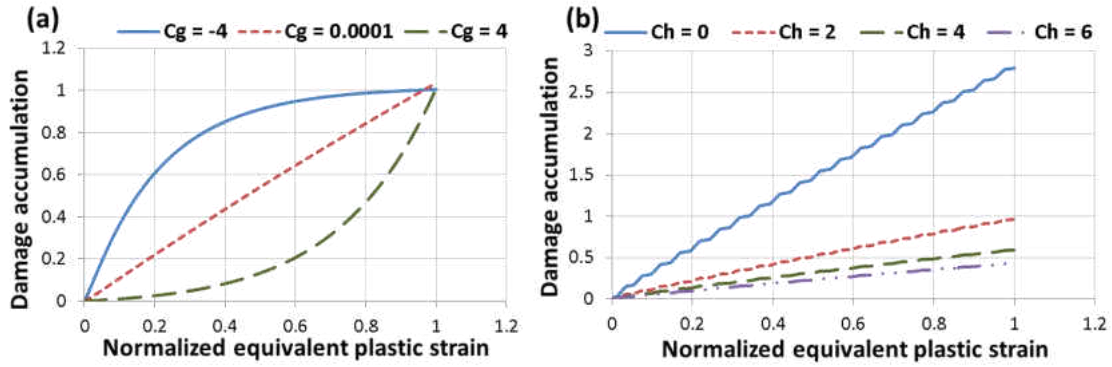 (a)
Cg = -4 Cg = 0.0001 Cg = 4
1.2
1
0.8
0.6
0.4
0.2
0
0 0.2 0.4 0.6 0.8 1 1.2
Damage accumulation
Normalized equivalent plastic strain
(b)
Ch = 0 Ch = 2 Ch = 4 Ch = 6
3
2.5
2
1.5
1
0.5
0
0 0.2 0.4 0.6 0.8 1 1.2
Damage accumulation
Normalized equivalent plastic strain